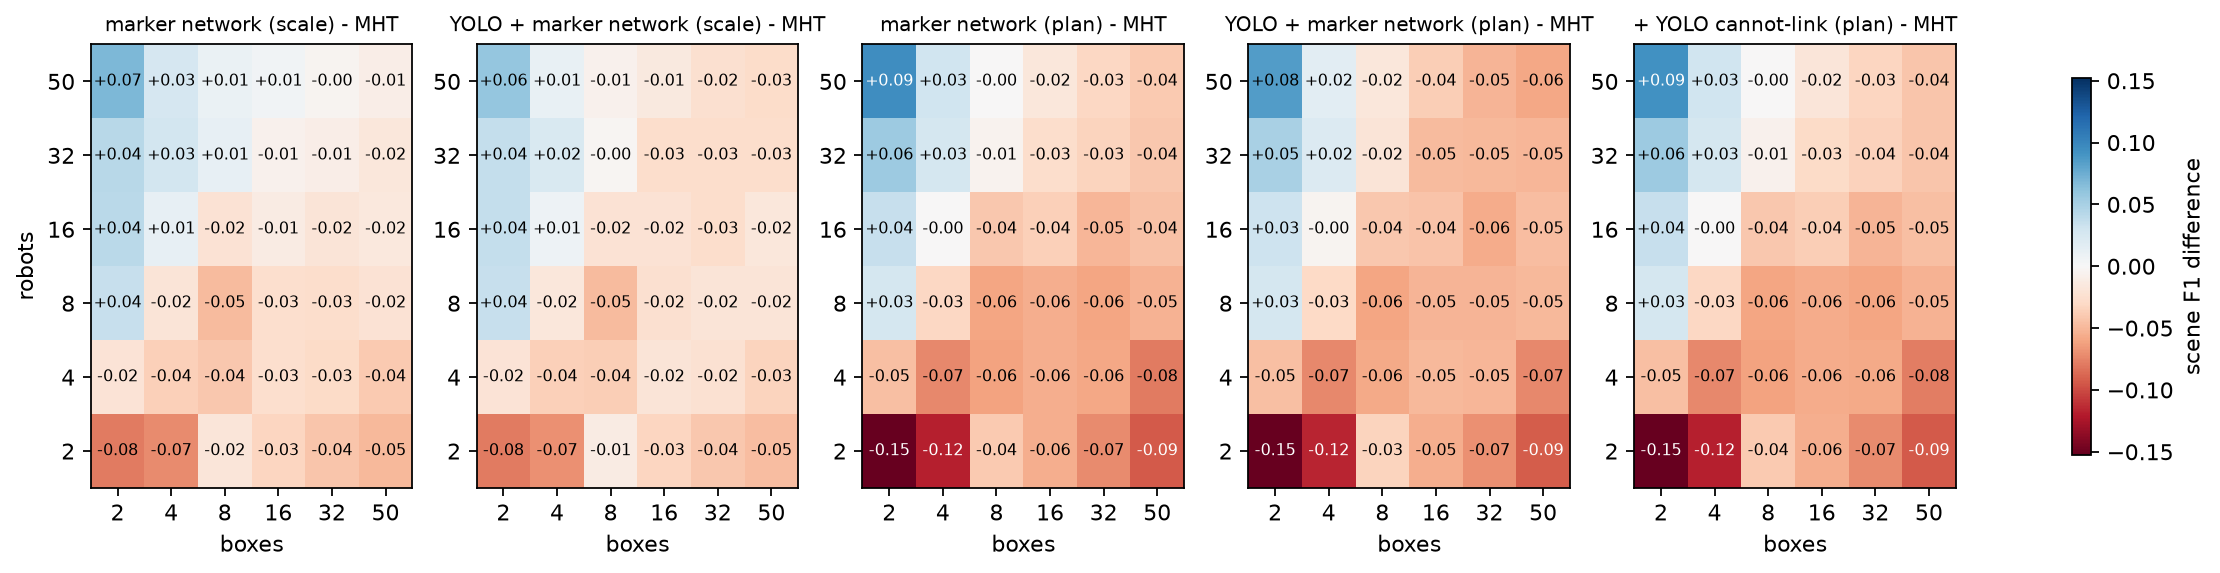 marker network (scale) - MHT
YOLO + marker network (scale) - MHT
marker network (plan) - MHT
YOLO + marker network (plan) - MHT
+ YOLO cannot-link (plan) - MHT
robots
50
+0.07 +0.03 +0.01 +0.01 -0.00 -0.01
32
+0.04 +0.03 +0.01 -0.01 -0.01 -0.02
16
+0.04 +0.01 -0.02 -0.01 -0.02 -0.02
8
+0.04 -0.02 -0.05 -0.03 -0.03 -0.02
4
-0.02 -0.04 -0.04 -0.03 -0.03 -0.04
2
-0.08 -0.07 -0.02 -0.03 -0.04 -0.05
2 4 8 16 32 50
boxes
50
+0.06 +0.01 -0.01 -0.01 -0.02 -0.03
32
+0.04 +0.02 -0.00 -0.03 -0.03 -0.03
16
+0.04 +0.01 -0.02 -0.02 -0.03 -0.02
8
+0.04 -0.02 -0.05 -0.02 -0.02 -0.02
4
-0.02 -0.04 -0.04 -0.02 -0.02 -0.03
2
-0.08 -0.07 -0.01 -0.03 -0.04 -0.05
2 4 8 16 32 50
boxes
50
+0.09 +0.03 -0.00 -0.02 -0.03 -0.04
32
+0.06 +0.03 -0.01 -0.03 -0.03 -0.04
16
+0.04 -0.00 -0.04 -0.04 -0.05 -0.04
8
+0.03 -0.03 -0.06 -0.06 -0.06 -0.05
4
-0.05 -0.07 -0.06 -0.06 -0.06 -0.08
2
-0.15 -0.12 -0.04 -0.06 -0.07 -0.09
2 4 8 16 32 50
boxes
50
+0.08 +0.02 -0.02 -0.04 -0.05 -0.06
32
+0.05 +0.02 -0.02 -0.05 -0.05 -0.05
16
+0.03 -0.00 -0.04 -0.04 -0.06 -0.05
8
+0.03 -0.03 -0.06 -0.05 -0.05 -0.05
4
-0.05 -0.07 -0.06 -0.05 -0.05 -0.07
2
-0.15 -0.12 -0.03 -0.05 -0.07 -0.09
2 4 8 16 32 50
boxes
50
+0.09 +0.03 -0.00 -0.02 -0.03 -0.04
32
+0.06 +0.03 -0.01 -0.03 -0.04 -0.04
16
+0.04 -0.00 -0.04 -0.04 -0.05 -0.05
8
+0.03 -0.03 -0.06 -0.06 -0.06 -0.05
4
-0.05 -0.07 -0.06 -0.06 -0.06 -0.08
2
-0.15 -0.12 -0.04 -0.06 -0.07 -0.09
2 4 8 16 32 50
boxes
0.15
0.10
0.05
0.00
−0.05
−0.10
−0.15
scene F1 difference